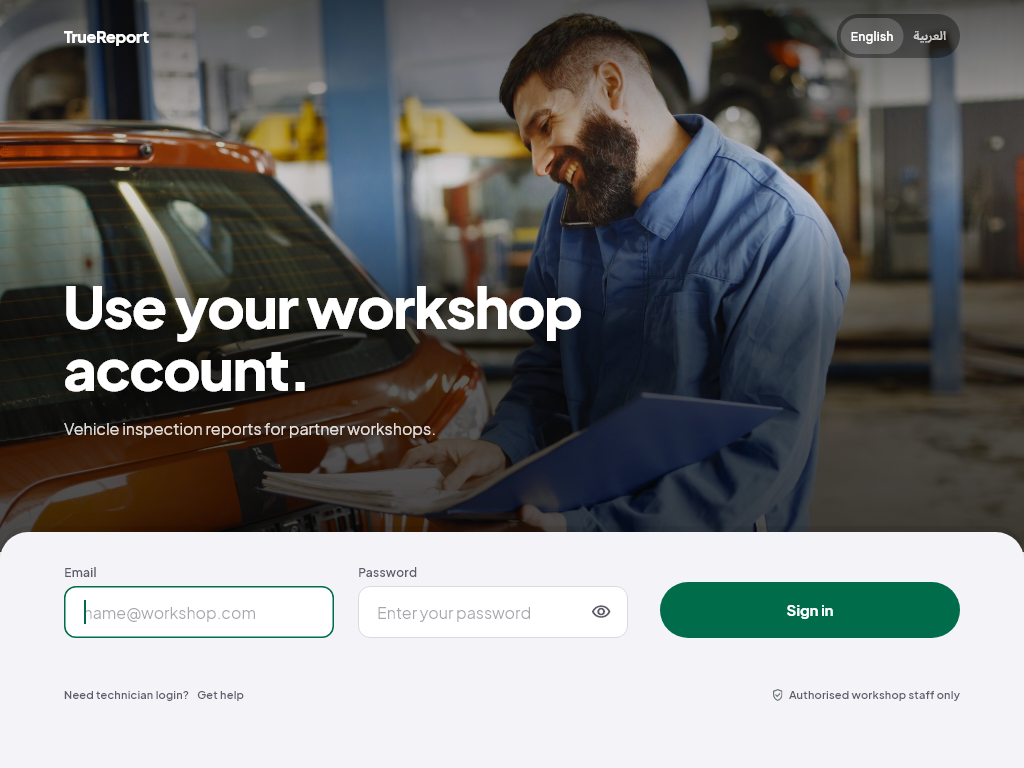 TrueReport
English
العربية
Use your workshop
account.
Vehicle inspection reports for partner workshops.
Email
name@workshop.com
Password
Enter your password
Sign in
Need technician login? Get help
Authorised workshop staff only